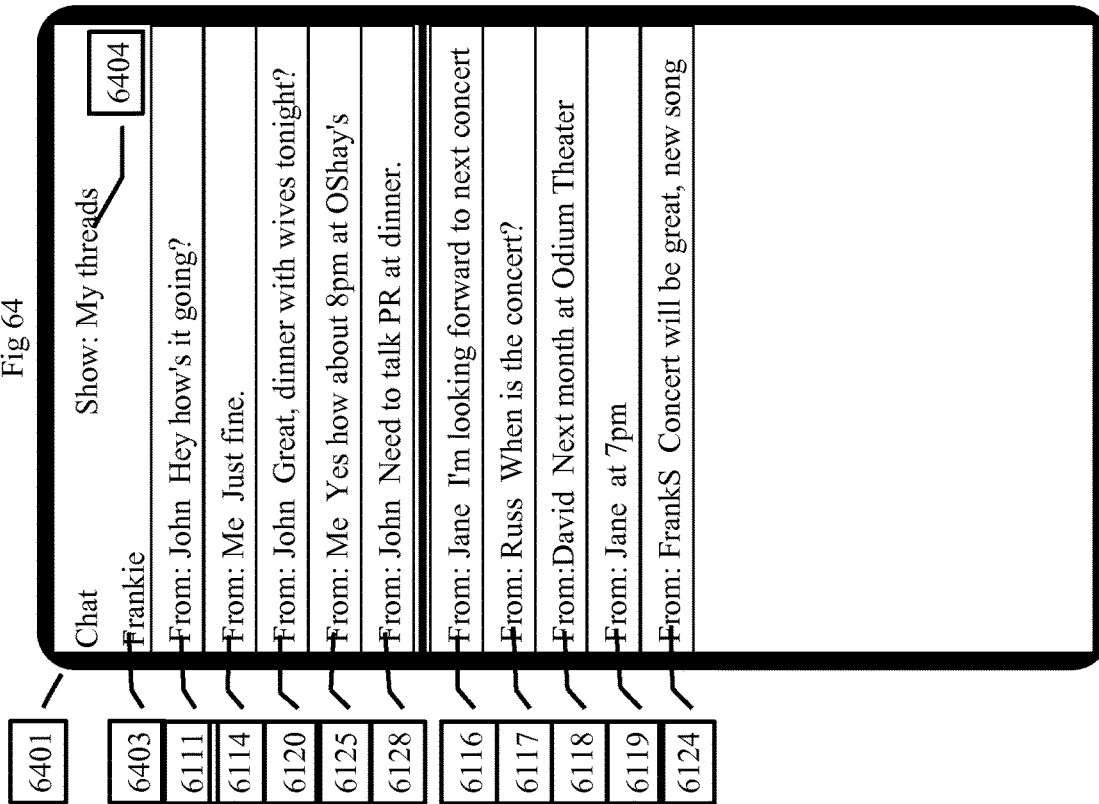 Fig 64
6401
Chat Show: My threads
6404
6403
Frankie
6111
From: John Hey how's it going?
6114
From: Me Just fine.
6120
From: John Great, dinner with wives tonight?
6125
From: Me Yes how about 8pm at OShay's
6128
From: John Need to talk PR at dinner.
6116
From: Jane I'm looking forward to next concert
6117
From: Russ When is the concert?
6118
From:David Next month at Odium Theater
6119
From: Jane at 7pm
6124
From: FrankS Concert will be great, new song